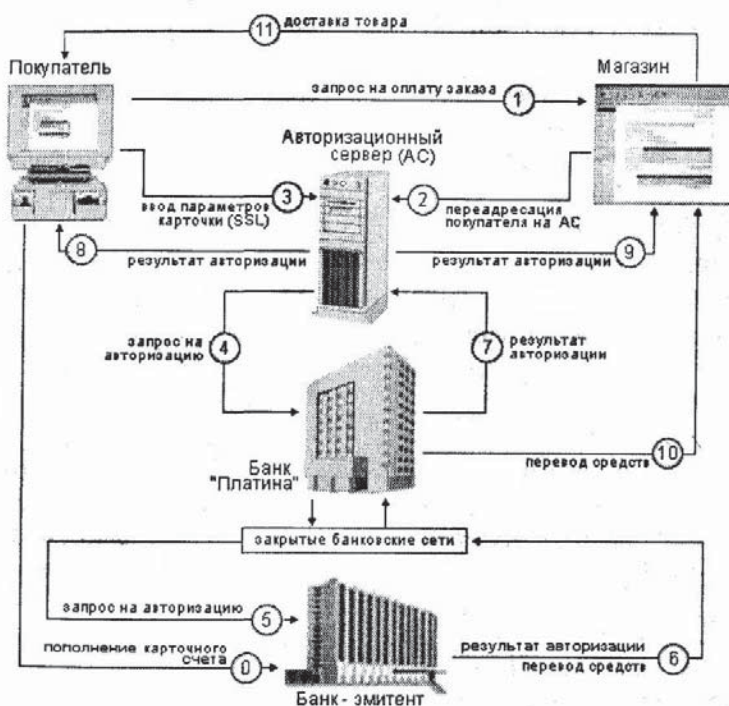 11
доставка товара
Покупатель
Магазин
запрос на оплату заказа
1
Авторизационный
сервер (АС)
3
2
ввод параметров
карточки (SSL)
переадресация
покупателя на АС
8
9
результат авторизации
результат авторизации
запрос на
авторизацию
4
7
результат
авторизации
Банк
"Платина"
10
перевод средств
закрытые банковские сети
запрос на авторизацию
5
пополнение карточного
счета
0
результат авторизации
перевод средств
6
Банк - эмитент